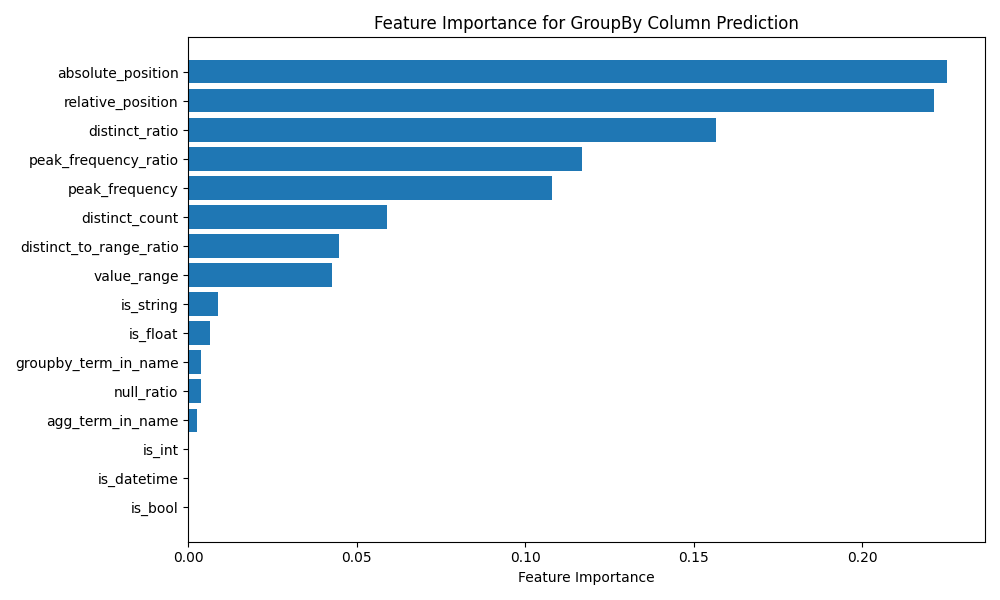 Feature Importance for GroupBy Column Prediction
absolute_position
relative_position
distinct_ratio
peak_frequency_ratio
peak_frequency
distinct_count
distinct_to_range_ratio
value_range
is_string
is_float
groupby_term_in_name
null_ratio
agg_term_in_name
is_int
is_datetime
is_bool
0.00 0.05 0.10 0.15 0.20
Feature Importance